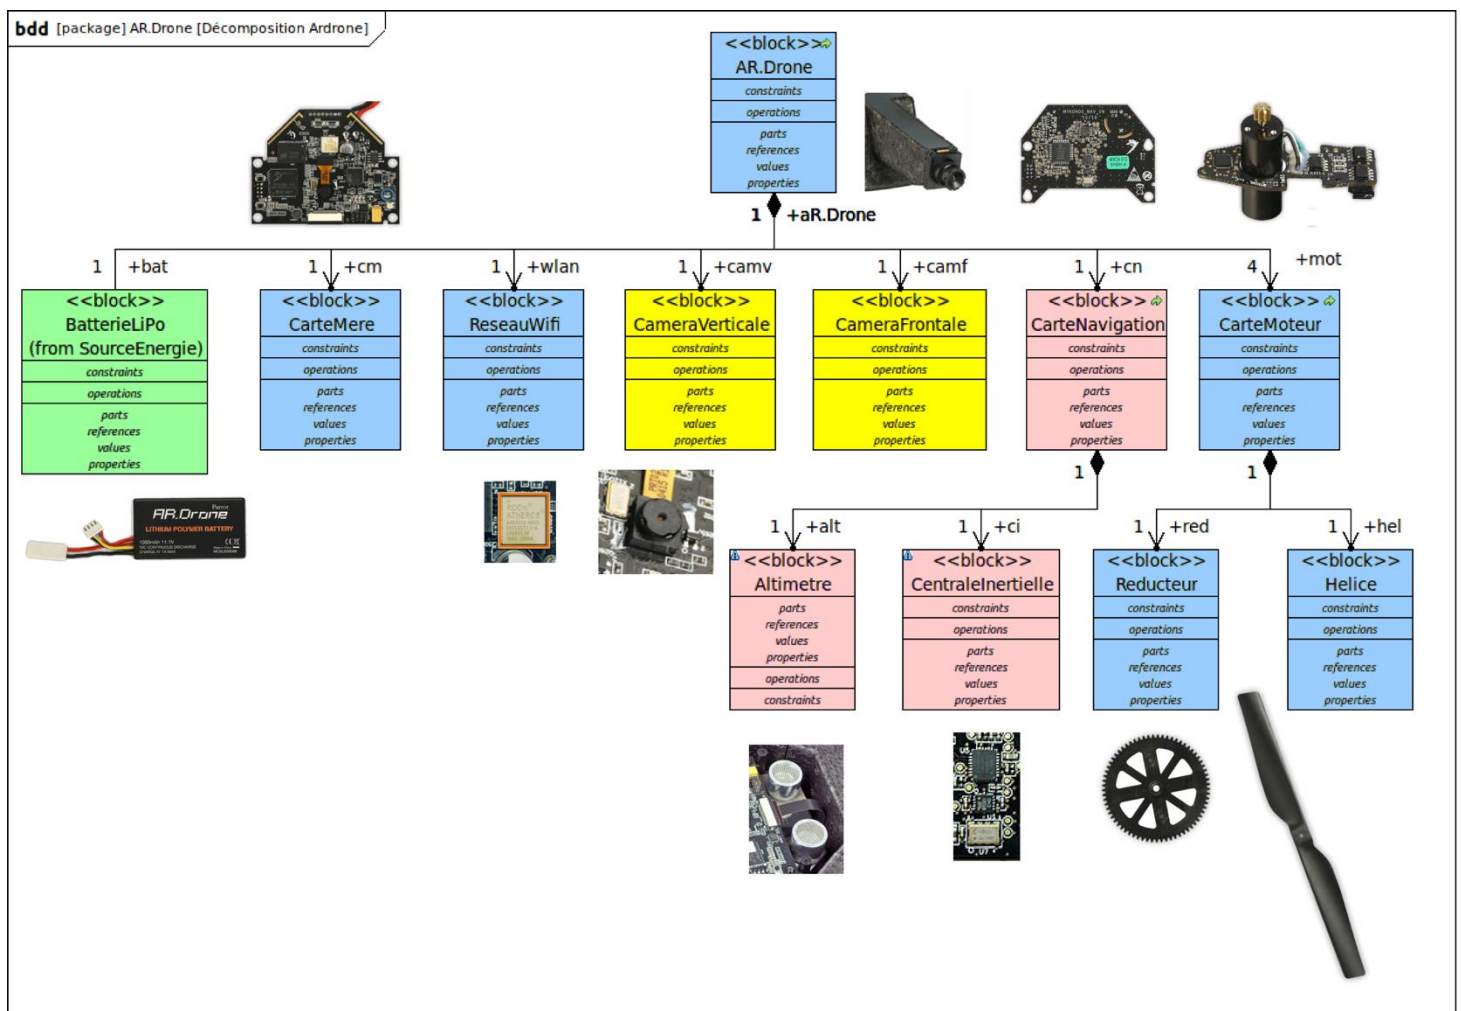 bdd [package] AR.Drone [Décomposition Ardrone]
<<block>>
AR.Drone
constraints
operations
parts
references
values
properties
1 +aR.Drone
1 +bat
1 +cm
1 +wlan
1 +camv
1 +camf
1 +cn
4 +mot
<<block>>
BatterieLiPo
(from SourceEnergie)
constraints
operations
parts
references
values
properties
<<block>>
CarteMere
constraints
operations
parts
references
values
properties
<<block>>
ReseauWifi
constraints
operations
parts
references
values
properties
<<block>>
CameraVerticale
constraints
operations
parts
references
values
properties
<<block>>
CameraFrontale
constraints
operations
parts
references
values
properties
<<block>>
CarteNavigation
constraints
operations
parts
references
values
properties
<<block>>
CarteMoteur
constraints
operations
parts
references
values
properties
Parrot
AR.Drone
LITHIUM POLYMER BATTERY
1000mAh 11.1V
ATHEROS
1
1
1 +alt
1 +ci
1 +red
1 +hel
<<block>>
Altimetre
parts
references
values
properties
operations
constraints
<<block>>
CentraleInertielle
constraints
operations
parts
references
values
properties
<<block>>
Reducteur
constraints
operations
parts
references
values
properties
<<block>>
Helice
constraints
operations
parts
references
values
properties